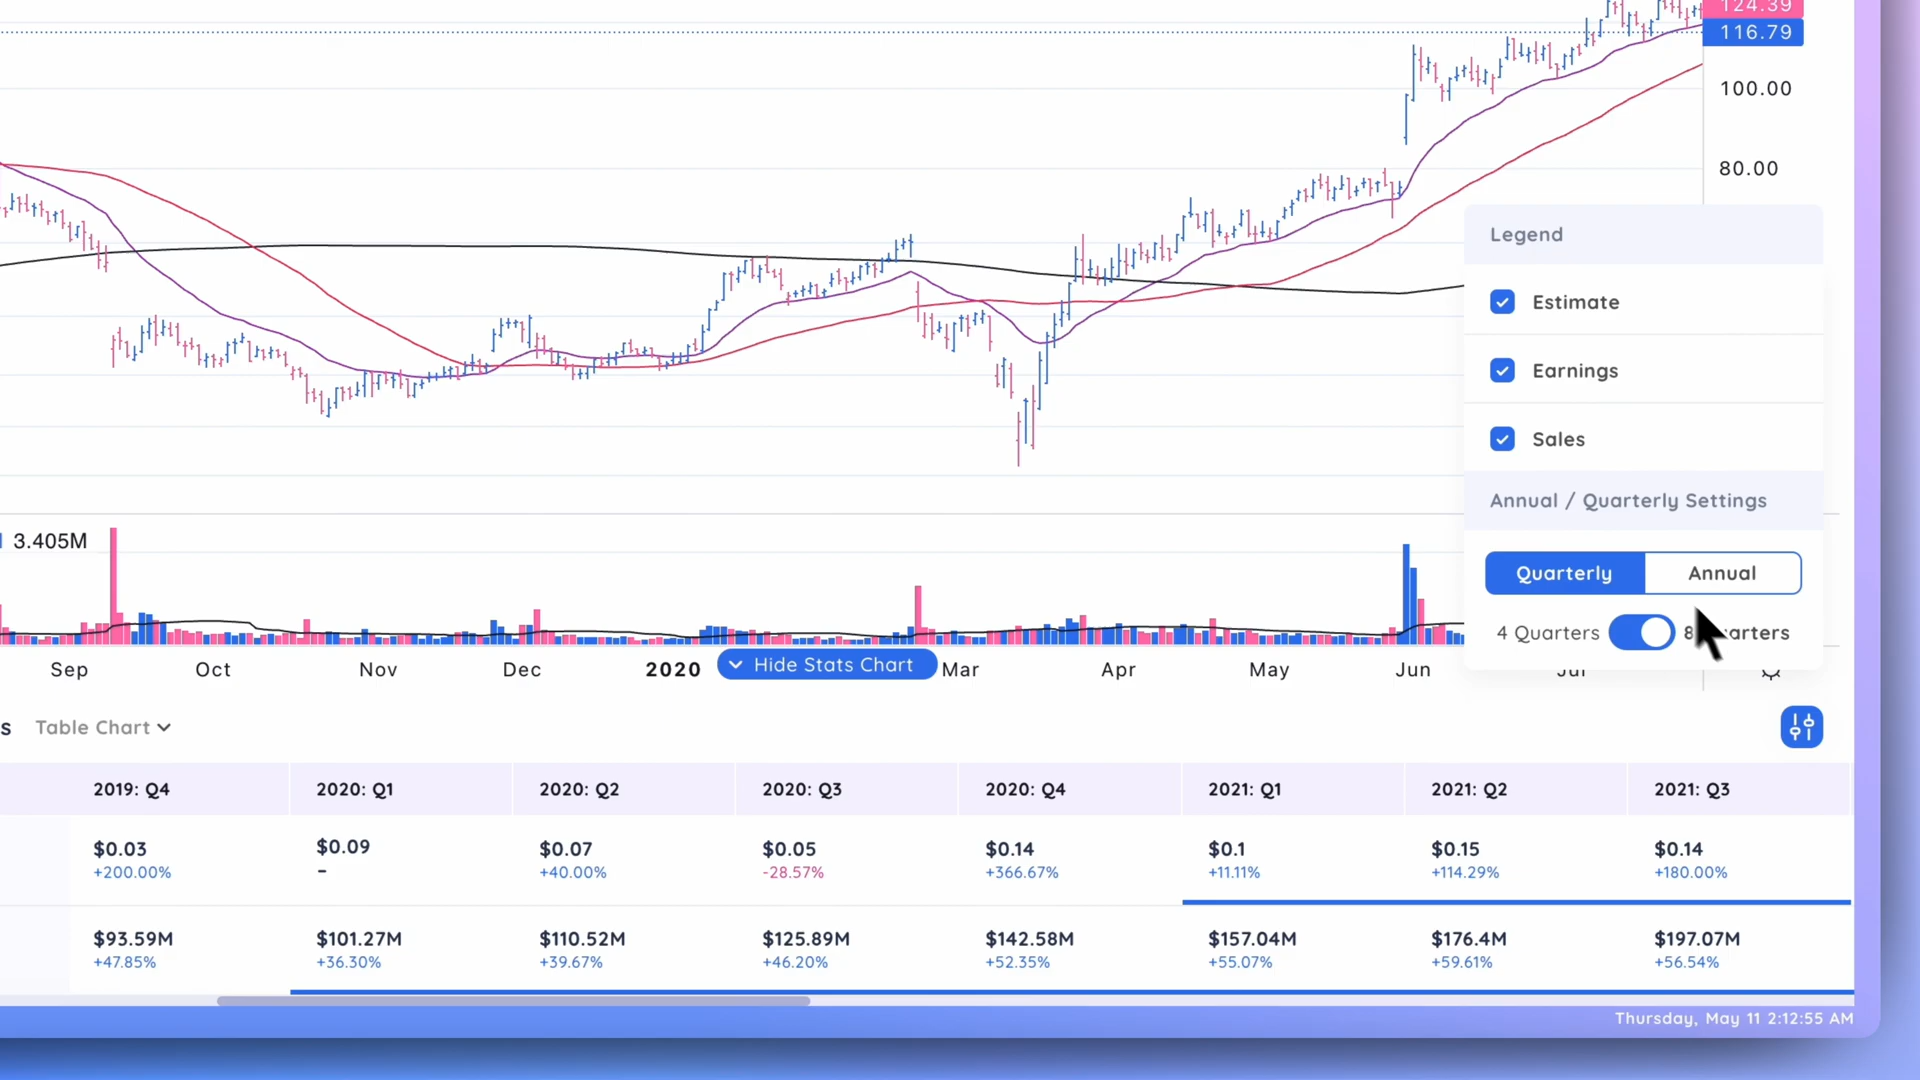 124.39
116.79
100.00
80.00
Legend
Estimate
Earnings
Sales
Annual / Quarterly Settings
3.405M
Quarterly Annual
4 Quarters 8
Sep Oct Nov Dec 2020 Hide Stats Chart Mar Apr May Jun Jul
s Table Chart
2019: Q4 2020: Q1 2020: Q2 2020: Q3 2020: Q4 2021: Q1 2021: Q2 2021: Q3
$0.03 $0.09 $0.07 $0.05 $0.14 $0.1 $0.15 $0.14
+200.00% – +40.00% -28.57% +366.67% +11.11% +114.29% +180.00%
$93.59M $101.27M $110.52M $125.89M $142.58M $157.04M $176.4M $197.07M
+47.85% +36.30% +39.67% +46.20% +52.35% +55.07% +59.61% +56.54%
Thursday, May 11 2:12:55 AM